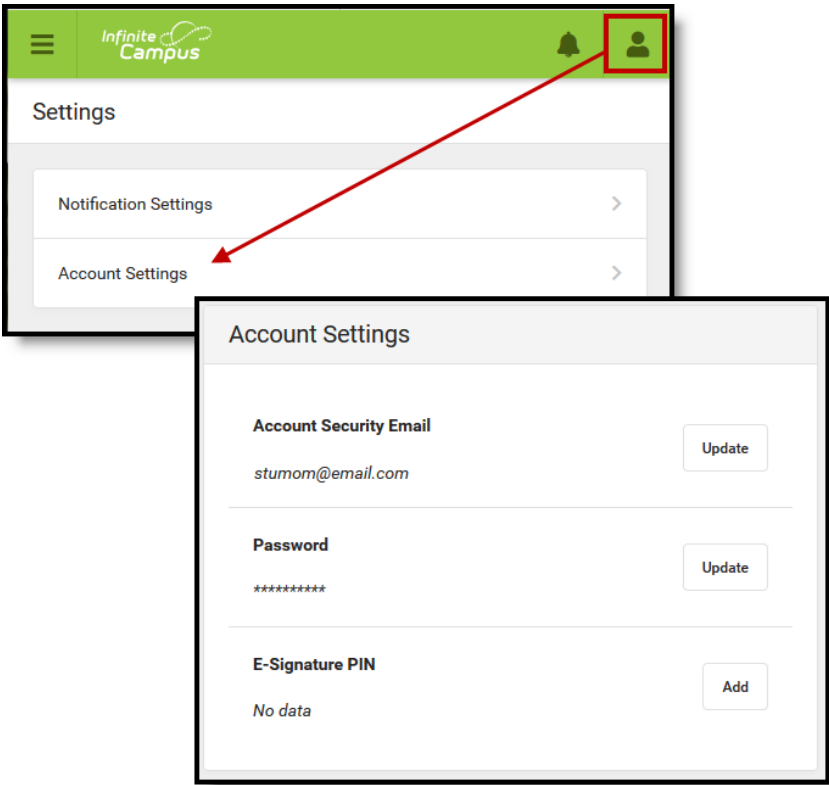 Infinite
Campus
Settings
Notification Settings
Account Settings
Account Settings
Account Security Email
stumom@email.com
Update
Password
**********
Update
E-Signature PIN
No data
Add